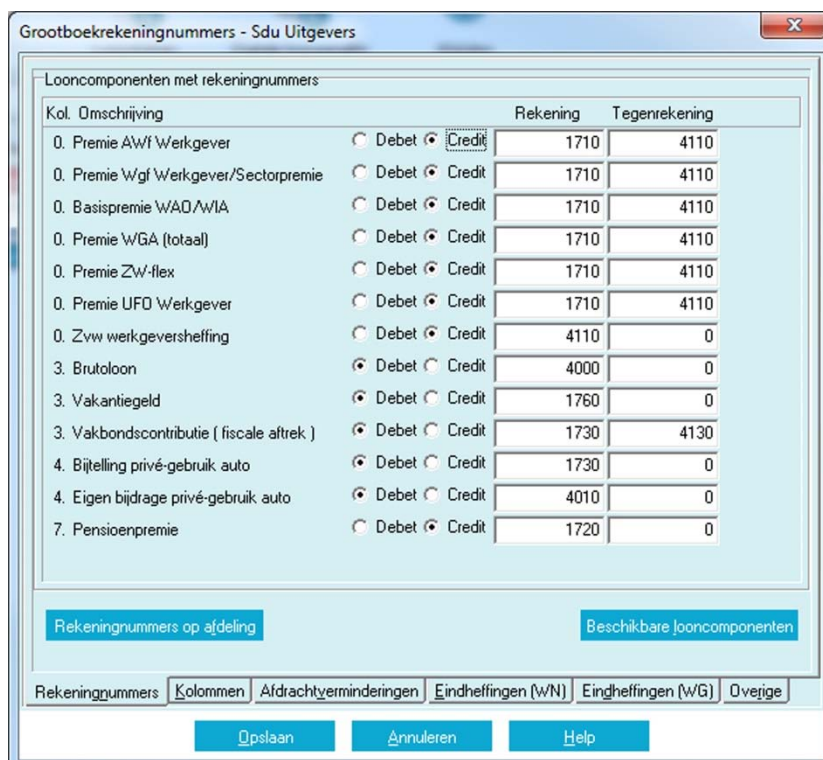 Grootboekrekeningnummers - Sdu Uitgevers
Looncomponenten met rekeningnummers
Kol. Omschrijving Rekening Tegenrekening
0. Premie AWf Werkgever Debet Credit 1710 4110
0. Premie Wgf Werkgever/Sectorpremie Debet Credit 1710 4110
0. Basispremie WAO/WIA Debet Credit 1710 4110
0. Premie WGA (totaal) Debet Credit 1710 4110
0. Premie ZW-flex Debet Credit 1710 4110
0. Premie UFO Werkgever Debet Credit 1710 4110
0. Zvw werkgeversheffing Debet Credit 4110 0
3. Brutoloon Debet Credit 4000 0
3. Vakantiegeld Debet Credit 1760 0
3. Vakbondscontributie ( fiscale aftrek ) Debet Credit 1730 4130
4. Bijtelling privé-gebruik auto Debet Credit 1730 0
4. Eigen bijdrage privé-gebruik auto Debet Credit 4010 0
7. Pensioenpremie Debet Credit 1720 0
Rekeningnummers op afdeling Beschikbare looncomponenten
Rekeningnummers Kolommen Afdrachtverminderingen Eindheffingen (WN) Eindheffingen (WG) Overige
Opslaan Annuleren Help